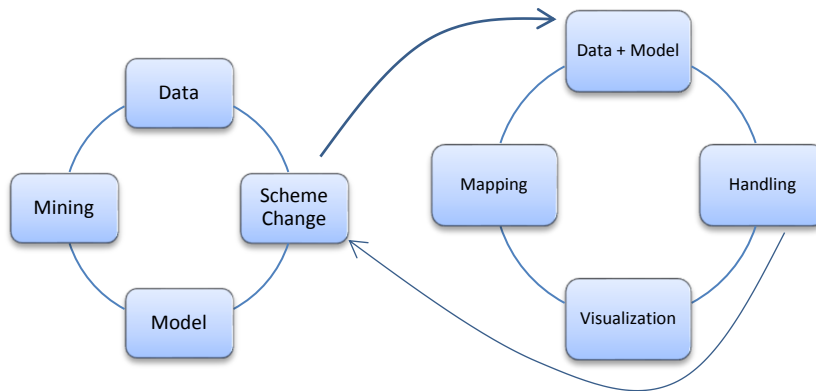 Data
Mining
Scheme
Change
Model
Data + Model
Mapping
Handling
Visualization